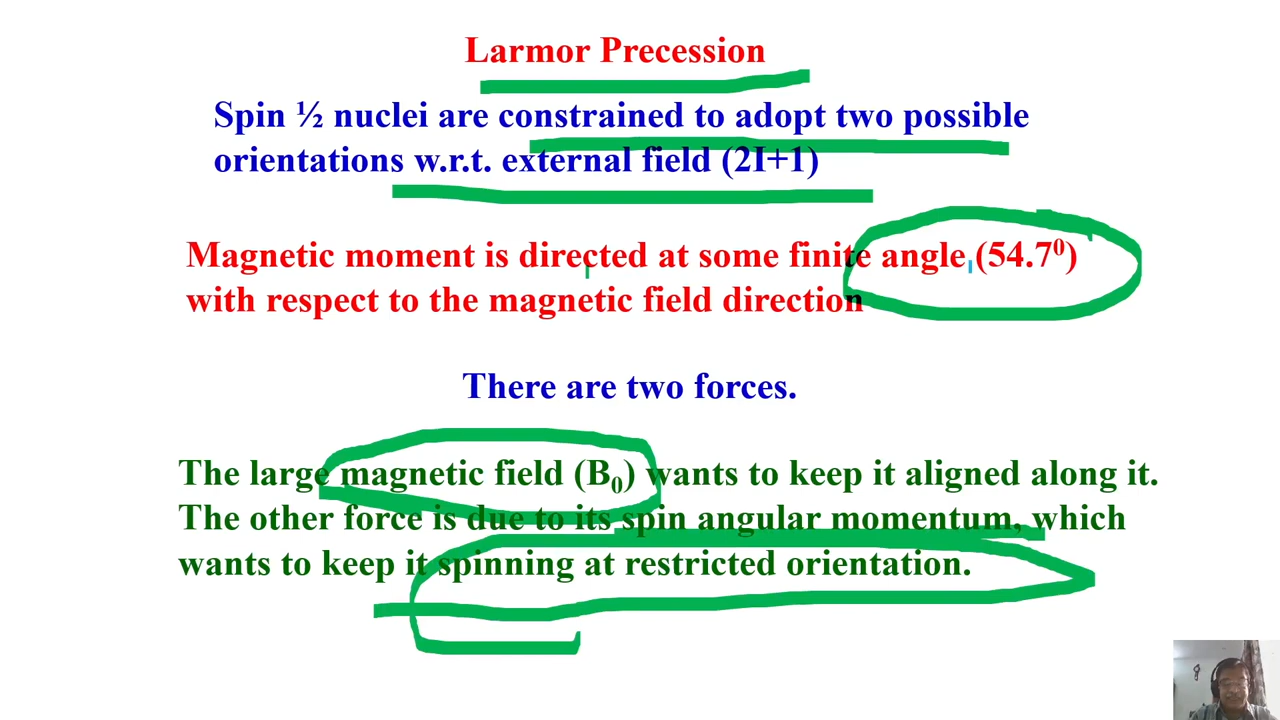 Larmor Precession
Spin ½ nuclei are constrained to adopt two possible
orientations w.r.t. external field (2I+1)
Magnetic moment is directed at some finite angle (54.7⁰)
with respect to the magnetic field direction
There are two forces.
The large magnetic field (B₀) wants to keep it aligned along it.
The other force is due to its spin angular momentum, which
wants to keep it spinning at restricted orientation.